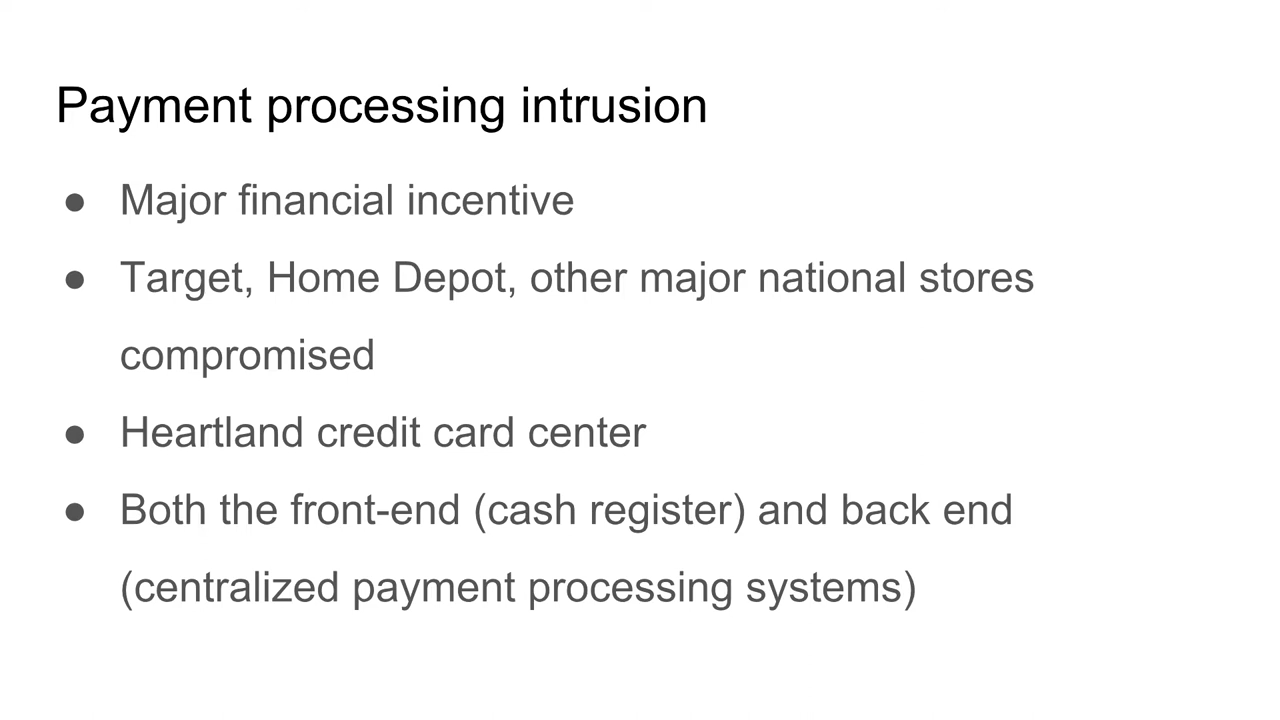 Payment processing intrusion
● Major financial incentive
● Target, Home Depot, other major national stores
compromised
● Heartland credit card center
● Both the front-end (cash register) and back end
(centralized payment processing systems)